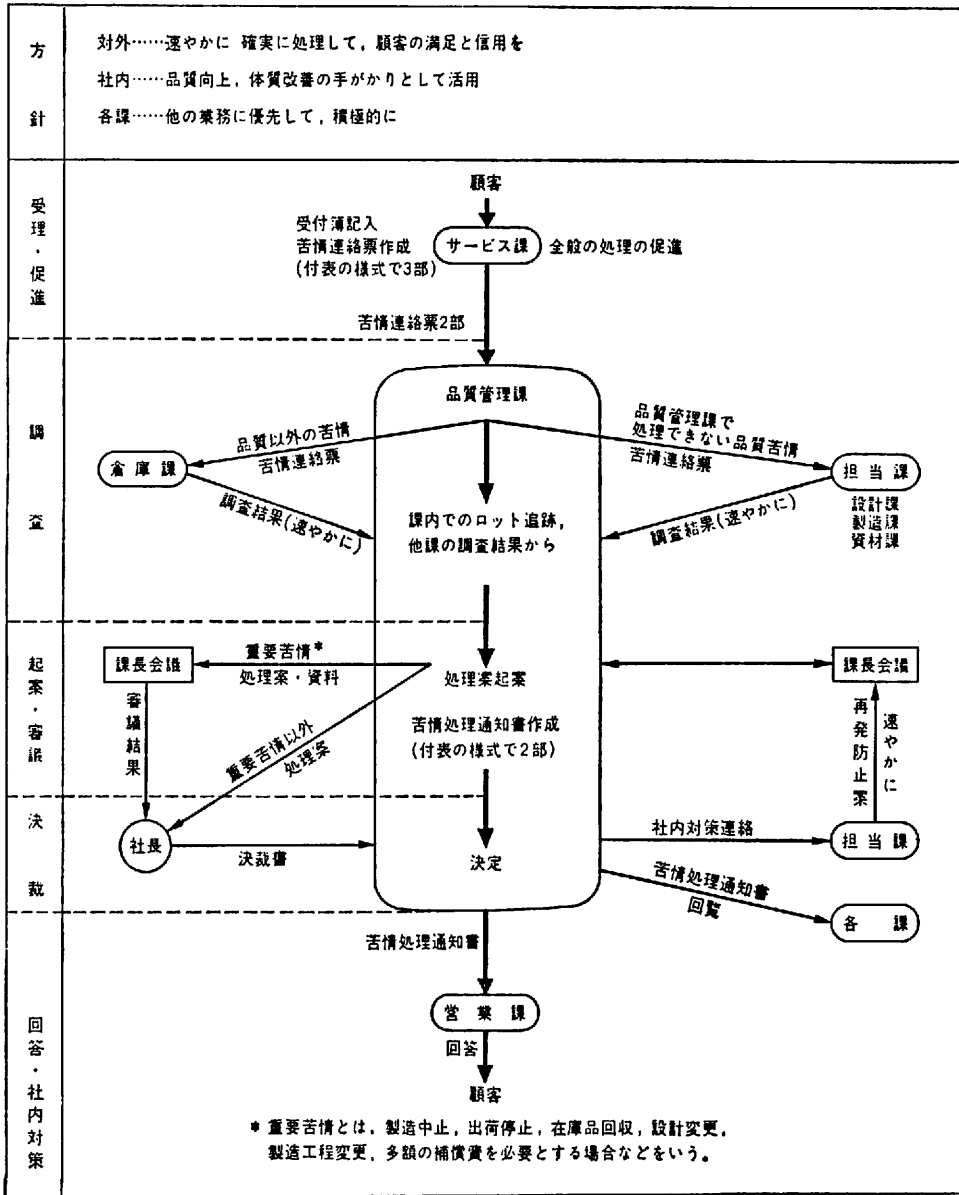 方針
対外……速やかに 確実に処理して，顧客の満足と信用を
社内……品質向上，体質改善の手がかりとして活用
各課……他の業務に優先して，積極的に
受理・促進
顧客
受付簿記入
苦情連絡票作成
(付表の様式で3部)
サービス課
全般の処理の促進
苦情連絡票2部
調査
品質管理課
品質以外の苦情
苦情連絡票
倉庫課
調査結果(速やかに)
品質管理課で
処理できない品質苦情
苦情連絡票
担当課
設計課
製造課
資材課
調査結果(速やかに)
課内でのロット追跡，
他課の調査結果から
起案・審議
課長会議
重要苦情*
処理案・資料
処理案起案
課長会議
審議結果
重要苦情以外
処理案
苦情処理通知書作成
(付表の様式で2部)
再発防止案
速やかに
決裁
社長
決裁書
決定
社内対策連絡
担当課
苦情処理通知書
回覧
各課
苦情処理通知書
回答・社内対策
営業課
回答
顧客
* 重要苦情とは，製造中止，出荷停止，在庫品回収，設計変更，
製造工程変更，多額の補償費を必要とする場合などをいう。